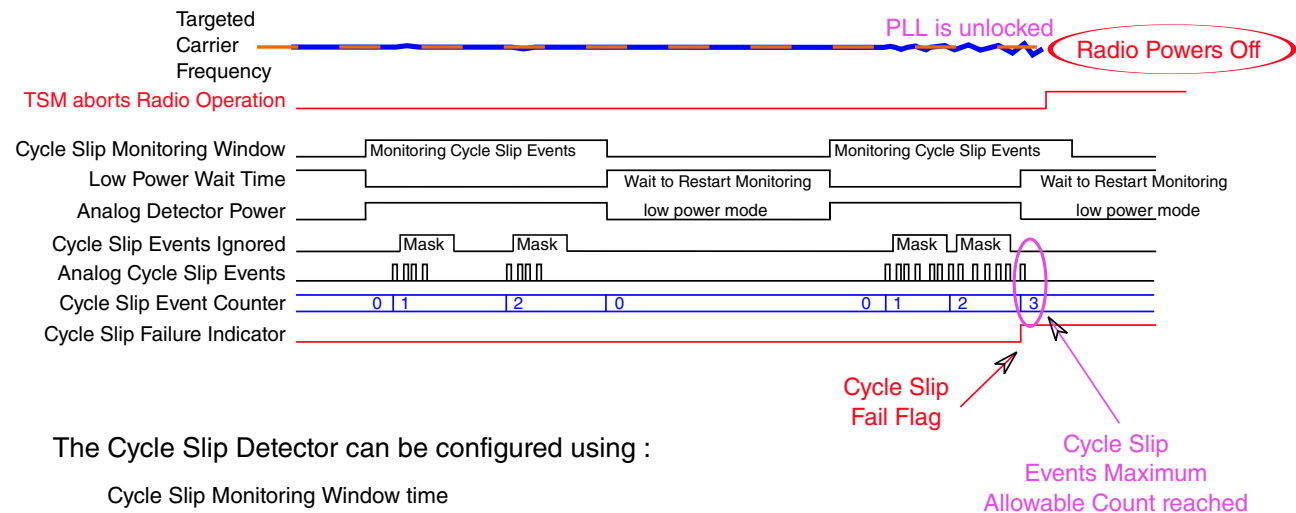 Targeted
Carrier
Frequency
PLL is unlocked
Radio Powers Off
TSM aborts Radio Operation
Cycle Slip Monitoring Window
Monitoring Cycle Slip Events
Monitoring Cycle Slip Events
Low Power Wait Time
Wait to Restart Monitoring
Wait to Restart Monitoring
Analog Detector Power
low power mode
low power mode
Cycle Slip Events Ignored
Mask
Mask
Mask
Mask
Analog Cycle Slip Events
Cycle Slip Event Counter
0 1 2 0 0 1 2 3
Cycle Slip Failure Indicator
Cycle Slip
Fail Flag
Cycle Slip
Events Maximum
Allowable Count reached
The Cycle Slip Detector can be configured using :
Cycle Slip Monitoring Window time